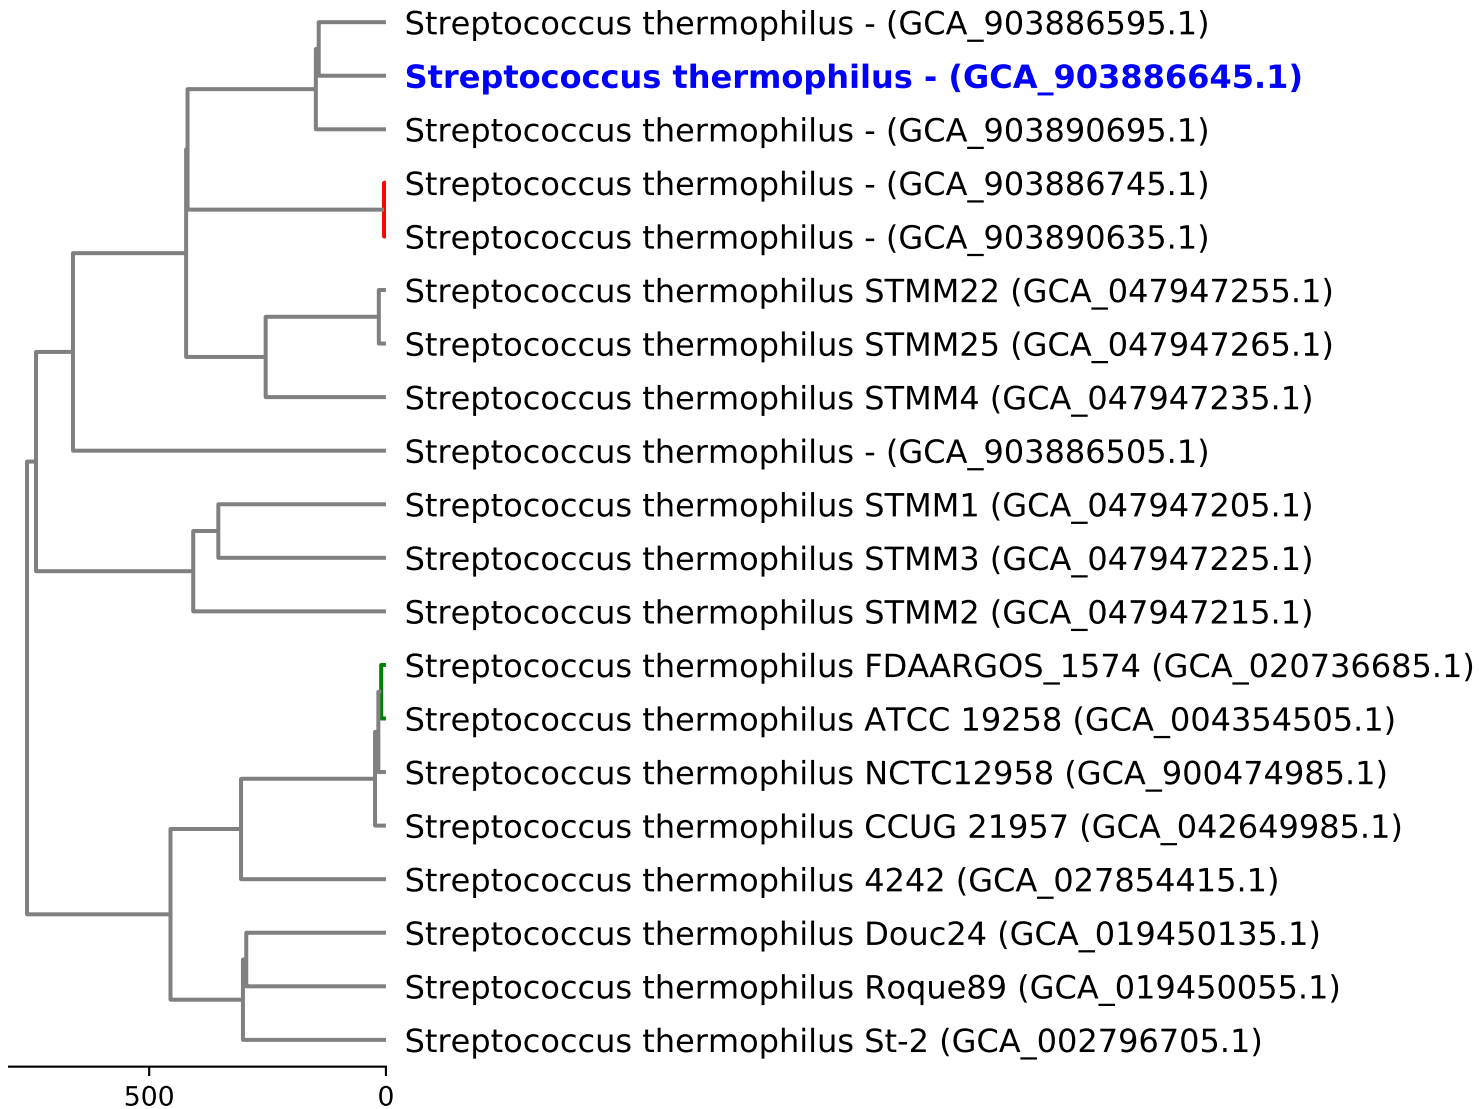 Streptococcus thermophilus - (GCA_903886595.1)
Streptococcus thermophilus - (GCA_903886645.1)
Streptococcus thermophilus - (GCA_903890695.1)
Streptococcus thermophilus - (GCA_903886745.1)
Streptococcus thermophilus - (GCA_903890635.1)
Streptococcus thermophilus STMM22 (GCA_047947255.1)
Streptococcus thermophilus STMM25 (GCA_047947265.1)
Streptococcus thermophilus STMM4 (GCA_047947235.1)
Streptococcus thermophilus - (GCA_903886505.1)
Streptococcus thermophilus STMM1 (GCA_047947205.1)
Streptococcus thermophilus STMM3 (GCA_047947225.1)
Streptococcus thermophilus STMM2 (GCA_047947215.1)
Streptococcus thermophilus FDAARGOS_1574 (GCA_020736685.1)
Streptococcus thermophilus ATCC 19258 (GCA_004354505.1)
Streptococcus thermophilus NCTC12958 (GCA_900474985.1)
Streptococcus thermophilus CCUG 21957 (GCA_042649985.1)
Streptococcus thermophilus 4242 (GCA_027854415.1)
Streptococcus thermophilus Douc24 (GCA_019450135.1)
Streptococcus thermophilus Roque89 (GCA_019450055.1)
Streptococcus thermophilus St-2 (GCA_002796705.1)
500 0